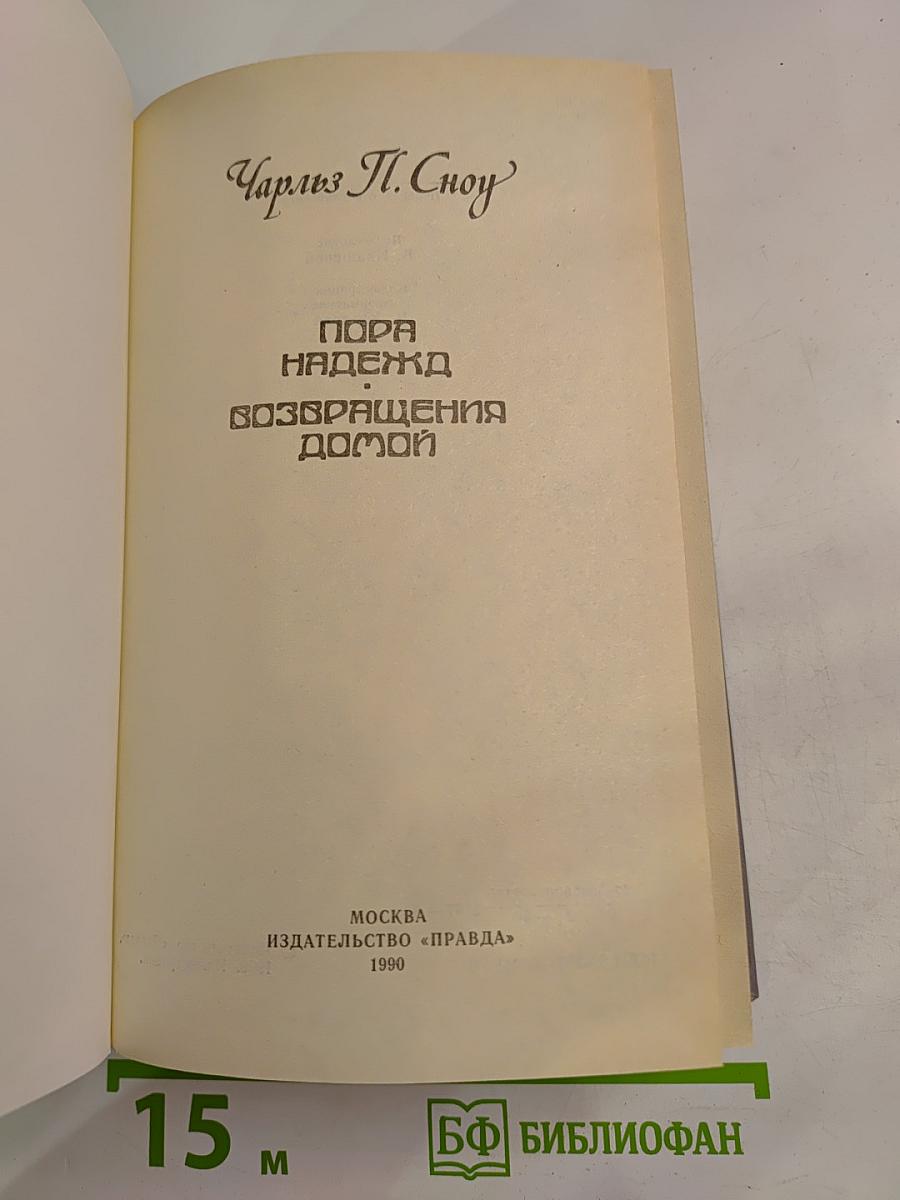 Чарльз П. Сноу
ПОРА
НАДЕЖД
·
ВОЗВРАЩЕНИЯ
ДОМОЙ
МОСКВА
ИЗДАТЕЛЬСТВО «ПРАВДА»
1990
15 м
БФ БИБЛИОФАН